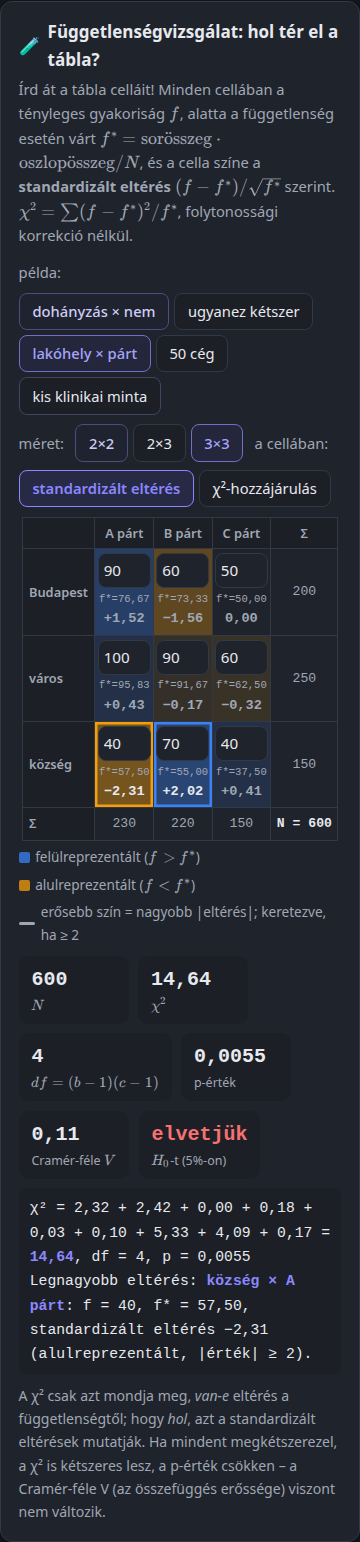 🧪 Függetlenségvizsgálat: hol tér el a
tábla?
Írd át a tábla celláit! Minden cellában a
tényleges gyakoriság f, alatta a függetlenség
esetén várt f* = sorösszeg ·
oszlopösszeg/N, és a cella színe a
standardizált eltérés (f − f*)/√f* szerint.
χ² = ∑(f − f*)²/f*, folytonossági
korrekció nélkül.
példa:
dohányzás × nem ugyanez kétszer
lakóhely × párt 50 cég
kis klinikai minta
méret: 2×2 2×3 3×3 a cellában:
standardizált eltérés χ²-hozzájárulás
A párt B párt C párt Σ
90 60 50
Budapest f*=76,67 f*=73,33 f*=50,00 200
+1,52 −1,56 0,00
100 90 60
város f*=95,83 f*=91,67 f*=62,50 250
+0,43 −0,17 −0,32
40 70 40
község f*=57,50 f*=55,00 f*=37,50 150
−2,31 +2,02 +0,41
Σ 230 220 150 N = 600
felülreprezentált (f > f*)
alulreprezentált (f < f*)
erősebb szín = nagyobb |eltérés|; keretezve,
ha ≥ 2
600 14,64
N χ²
4 0,0055
df = (b − 1)(c − 1) p-érték
0,11 elvetjük
Cramér-féle V H₀-t (5%-on)
χ² = 2,32 + 2,42 + 0,00 + 0,18 +
0,03 + 0,10 + 5,33 + 4,09 + 0,17 =
14,64, df = 4, p = 0,0055
Legnagyobb eltérés: község × A
párt: f = 40, f* = 57,50,
standardizált eltérés −2,31
(alulreprezentált, |érték| ≥ 2).
A χ² csak azt mondja meg, van-e eltérés a
függetlenségtől; hogy hol, azt a standardizált
eltérések mutatják. Ha mindent megkétszerezel,
a χ² is kétszeres lesz, a p-érték csökken – a
Cramér-féle V (az összefüggés erőssége) viszont
nem változik.